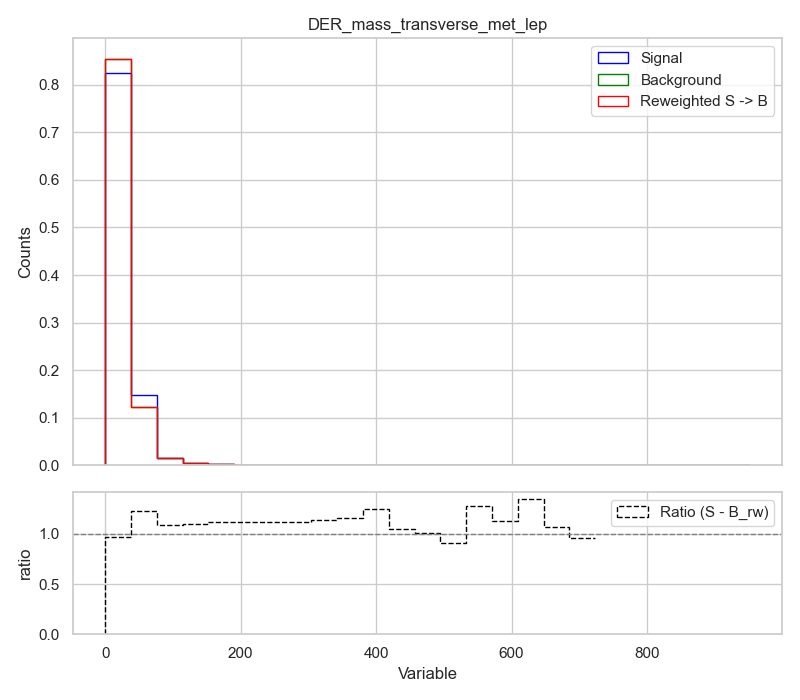 DER_mass_transverse_met_lep
Signal
Background
Reweighted S -> B
0.8
0.7
0.6
0.5
0.4
0.3
0.2
0.1
0.0
Counts
Ratio (S - B_rw)
1.0
0.5
0.0
ratio
0 200 400 600 800
Variable